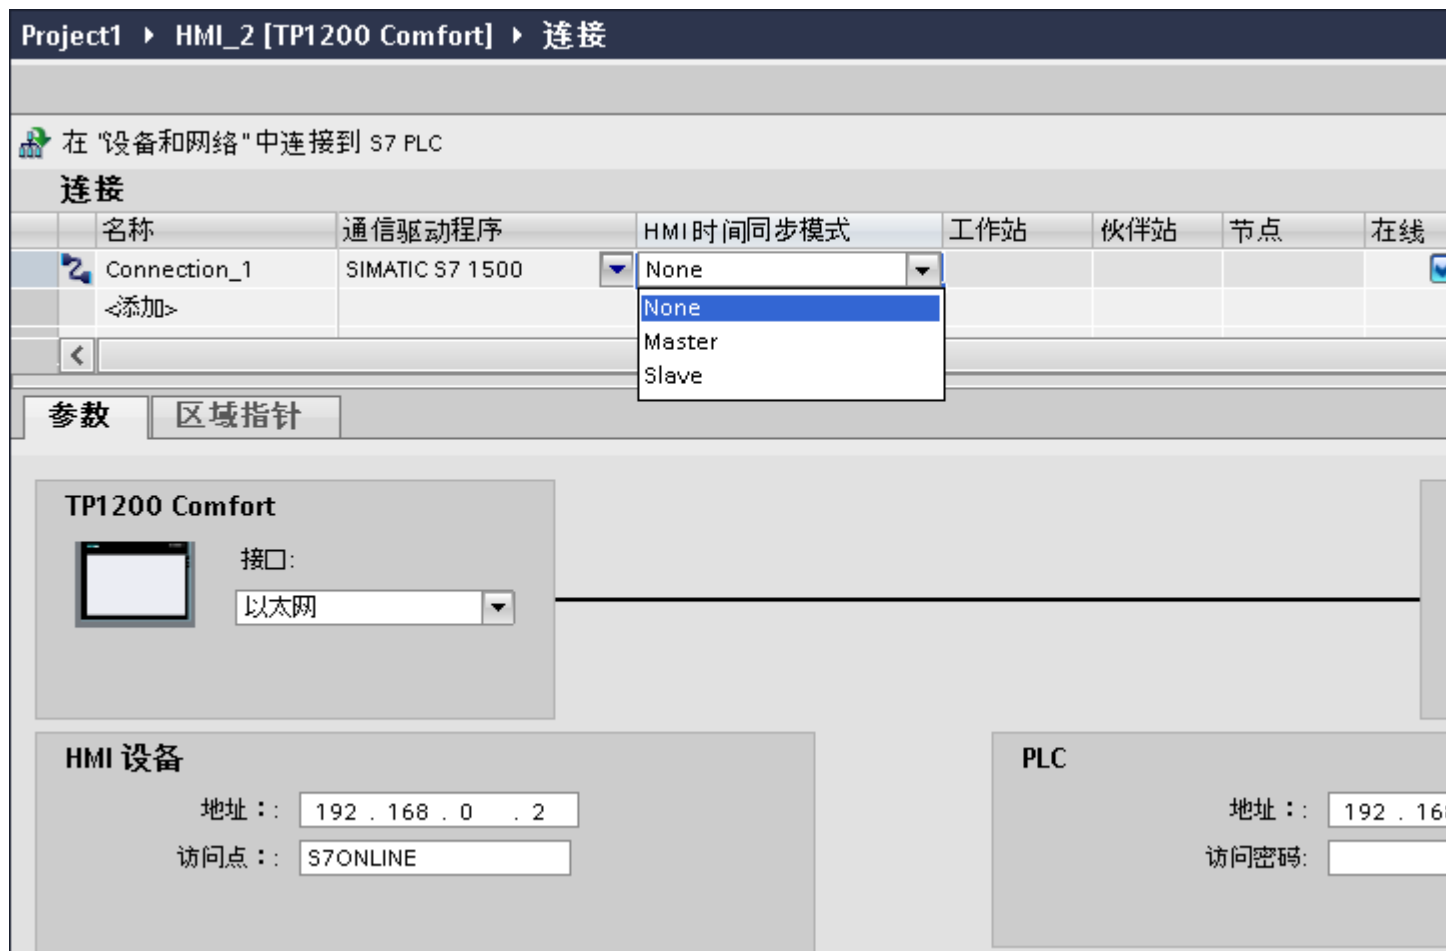 Project1 ▸ HMI_2 [TP1200 Comfort] ▸ 连接
在 "设备和网络" 中连接到 S7 PLC
连接
名称 通信驱动程序 HMI时间同步模式 工作站 伙伴站 节点 在线
Connection_1 SIMATIC S7 1500 None
<添加>
None
Master
Slave
参数 区域指针
TP1200 Comfort
接口:
以太网
HMI 设备
地址：: 192 . 168 . 0 . 2
访问点：: S7ONLINE
PLC
地址：: 192 . 168
访问密码: